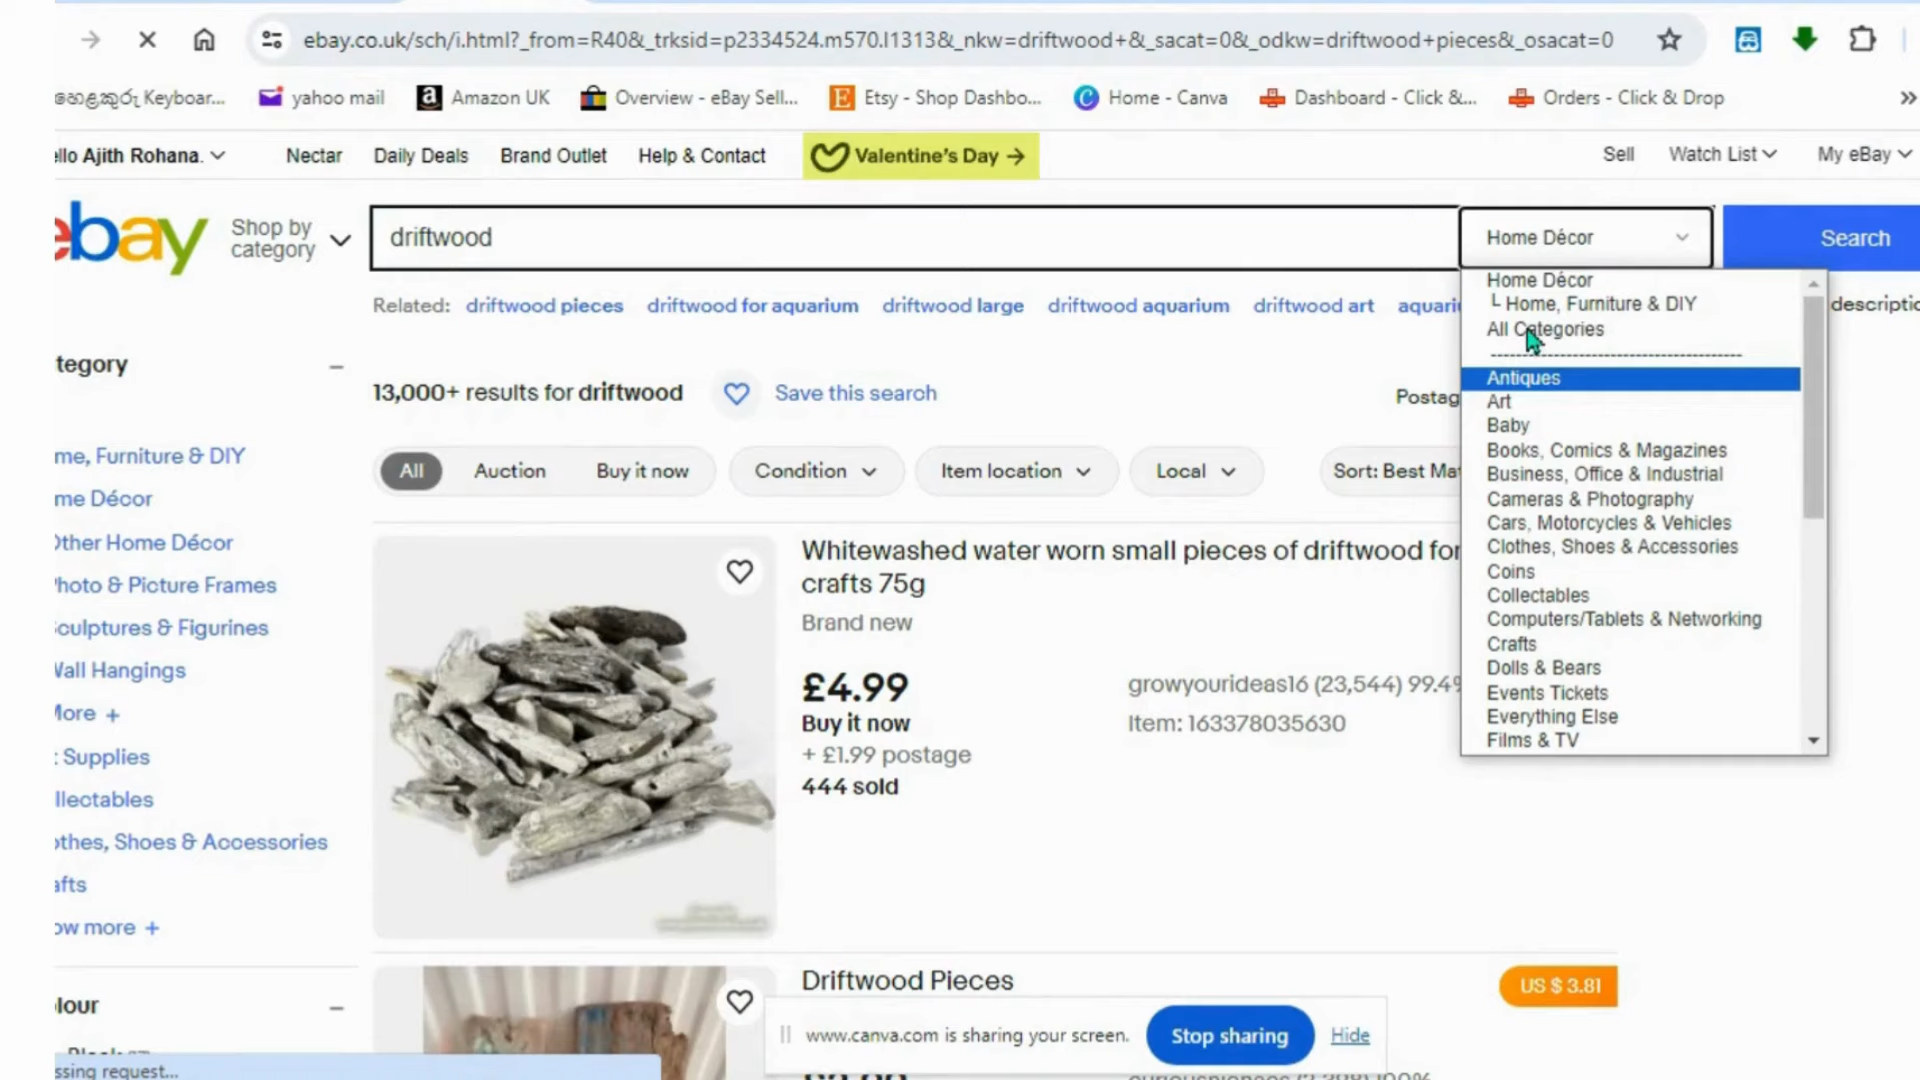 ebay.co.uk/sch/i.html?_from=R40&_trksid=p2334524.m570.l1313&_nkw=driftwood+&_sacat=0&_odkw=driftwood+pieces&_osacat=0
හෙළකුරු Keyboar... yahoo mail Amazon UK Overview - eBay Sell... Etsy - Shop Dashbo... Home - Canva Dashboard - Click &... Orders - Click & Drop »
llo Ajith Rohana. Nectar Daily Deals Brand Outlet Help & Contact Valentine's Day → Sell Watch List My eBay
ebay Shop by category driftwood Home Décor Search
Related: driftwood pieces driftwood for aquarium driftwood large driftwood aquarium driftwood art aquari descriptio
Home Décor
└ Home, Furniture & DIY
All Categories
-----------------------------------------
Antiques
Art
Baby
Books, Comics & Magazines
Business, Office & Industrial
Cameras & Photography
Cars, Motorcycles & Vehicles
Clothes, Shoes & Accessories
Coins
Collectables
Computers/Tablets & Networking
Crafts
Dolls & Bears
Events Tickets
Everything Else
Films & TV
tegory
me, Furniture & DIY
me Décor
Other Home Décor
Photo & Picture Frames
Sculptures & Figurines
Wall Hangings
More +
t Supplies
llectables
othes, Shoes & Accessories
afts
ow more +
lour
13,000+ results for driftwood Save this search Postag
All Auction Buy it now Condition Item location Local Sort: Best Ma
Whitewashed water worn small pieces of driftwood for
crafts 75g
Brand new
£4.99 growyourideas16 (23,544) 99.4%
Buy it now Item: 163378035630
+ £1.99 postage
444 sold
Driftwood Pieces
US $ 3.81
www.canva.com is sharing your screen. Stop sharing Hide
ssing request...